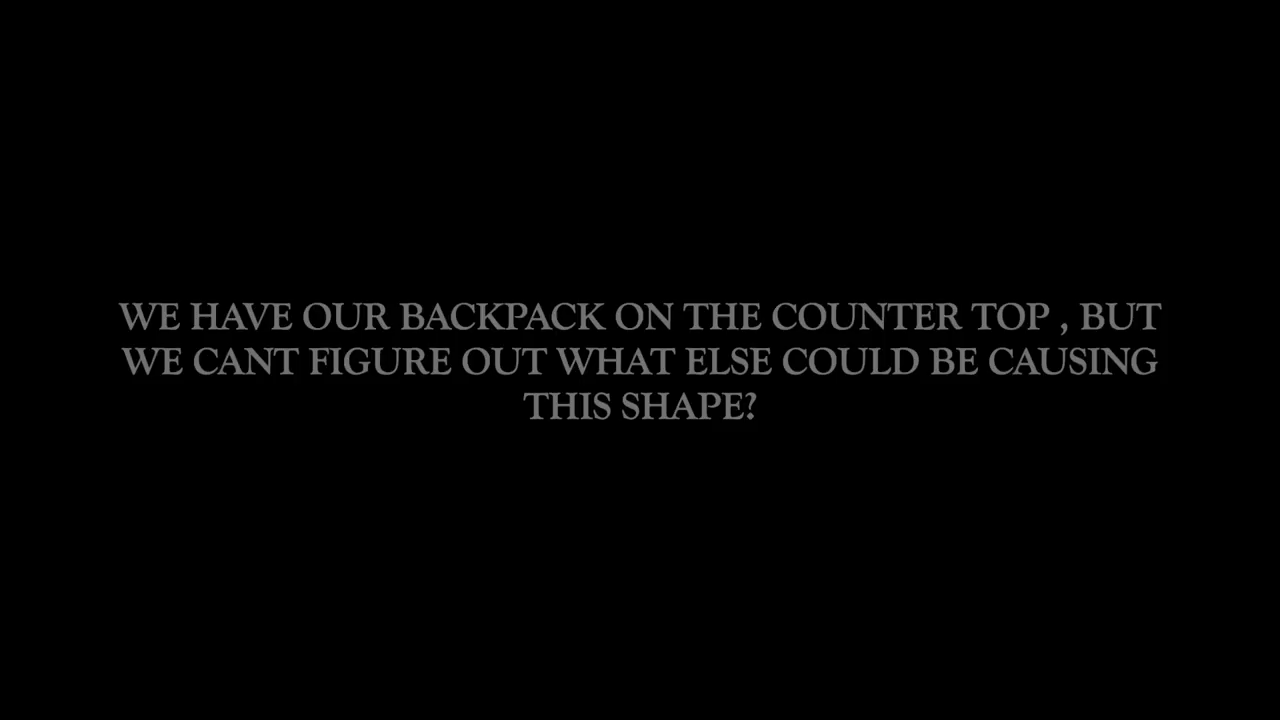 WE HAVE OUR BACKPACK ON THE COUNTER TOP , BUT
WE CANT FIGURE OUT WHAT ELSE COULD BE CAUSING
THIS SHAPE?